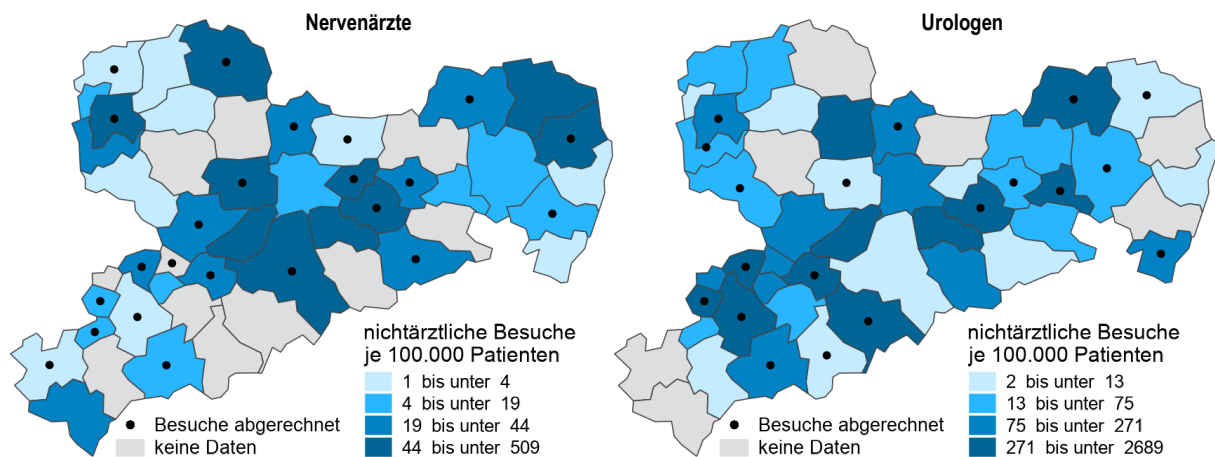 Nervenärzte
nichtärztliche Besuche
je 100.000 Patienten
1 bis unter 4
4 bis unter 19
19 bis unter 44
44 bis unter 509
Besuche abgerechnet
keine Daten
Urologen
nichtärztliche Besuche
je 100.000 Patienten
2 bis unter 13
13 bis unter 75
75 bis unter 271
271 bis unter 2689
Besuche abgerechnet
keine Daten